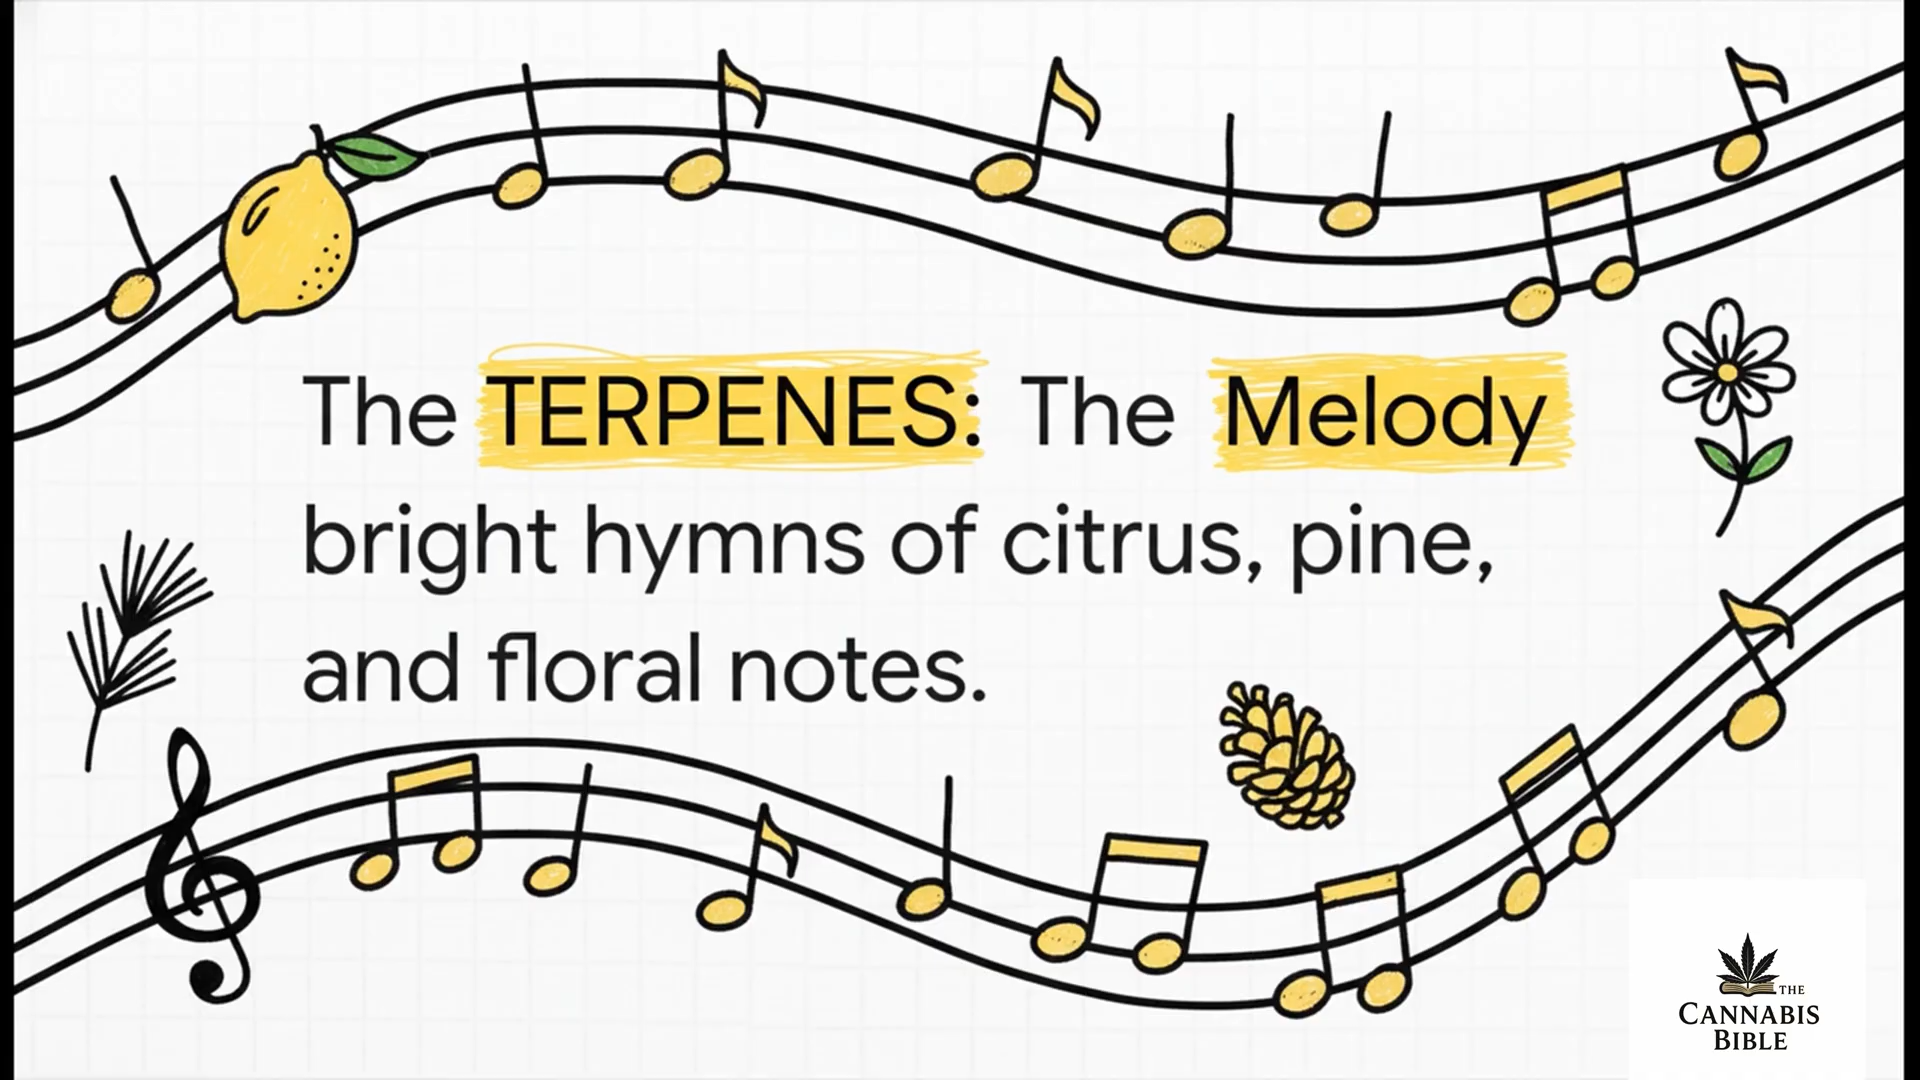 The TERPENES: The Melody
bright hymns of citrus, pine,
and floral notes.
THE
CANNABIS
BIBLE